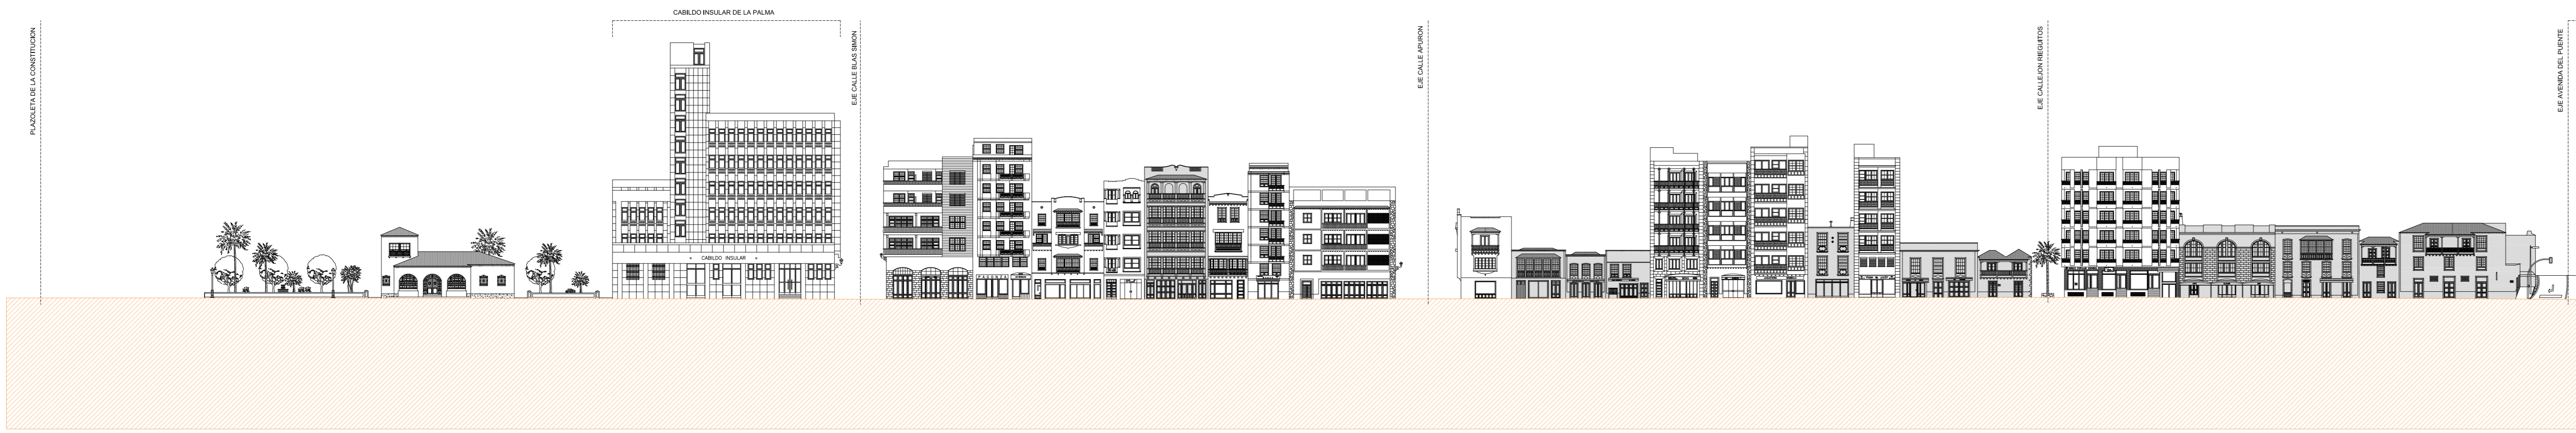 PLAZOLETA DE LA CONSTITUCION
CABILDO INSULAR DE LA PALMA
CABILDO INSULAR
EJE CALLE BLAS SIMON
EJE CALLE APURON
EJE CALLEJON RIEGUITOS
EJE AVENIDA DEL PUENTE